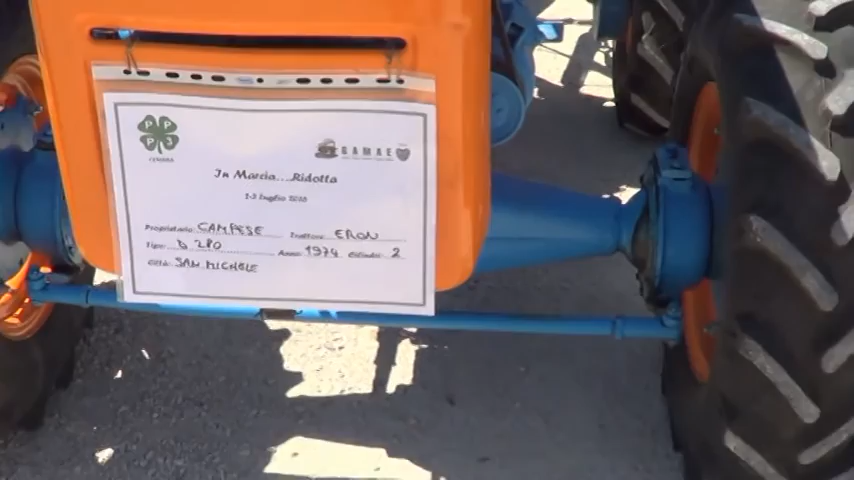 P P
P J
GAMAE
In Marcia....Ridotta
Proprietario CAMPESE Trattore ERON
Tipo D 280 Anno 1974 cilindri 2
Città SAN MICHELE